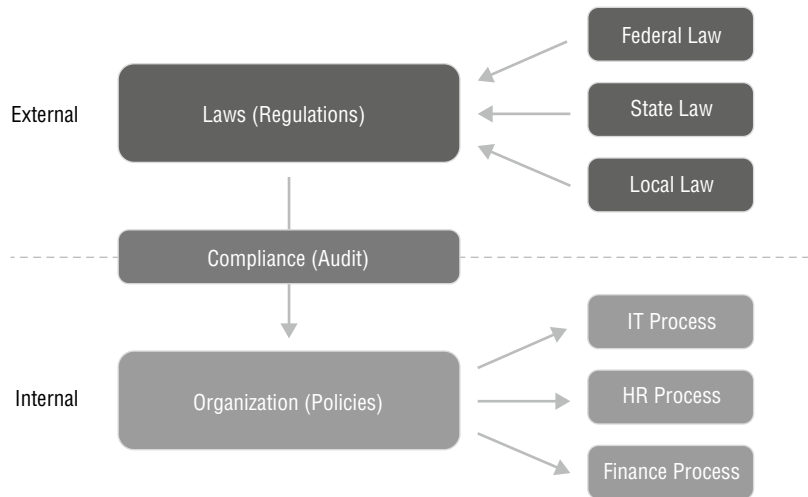 Federal Law
External
Laws (Regulations)
State Law
Local Law
Compliance (Audit)
IT Process
Internal
Organization (Policies)
HR Process
Finance Process